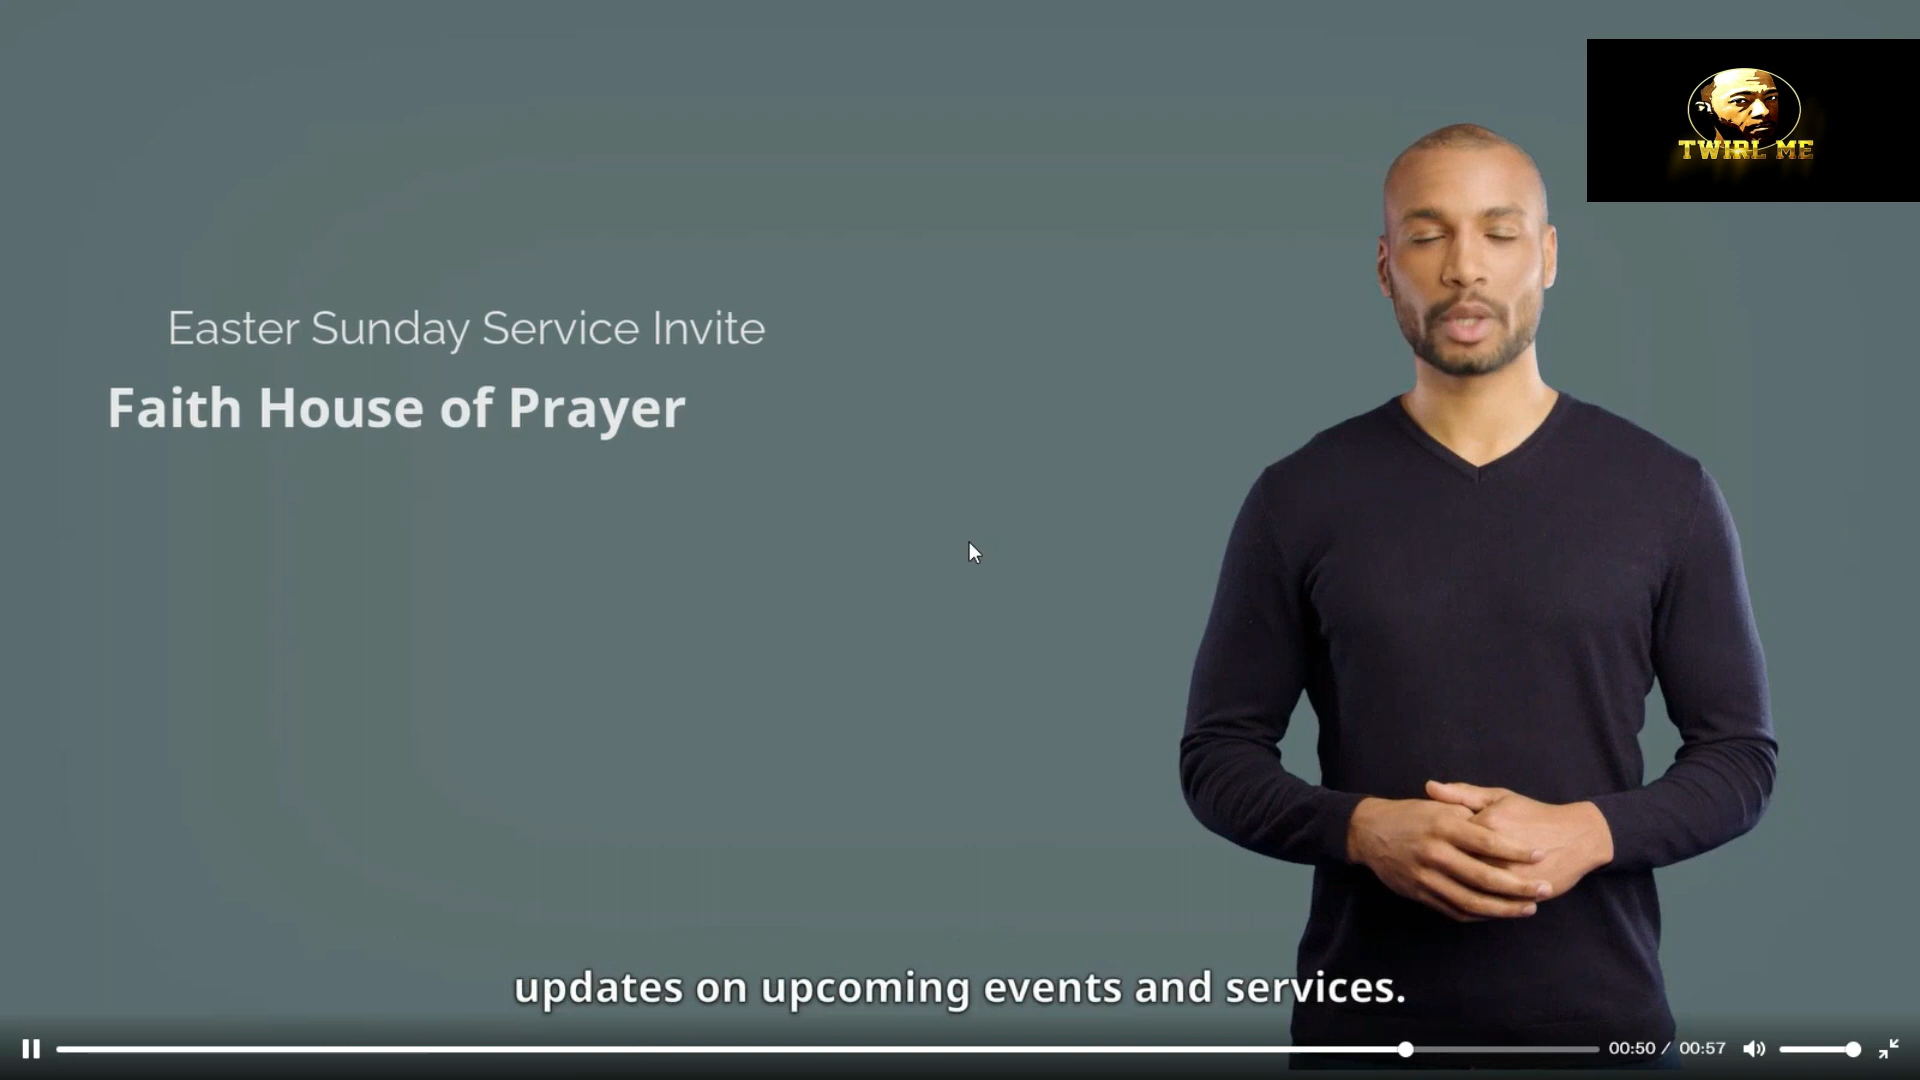 TWIRL ME
Easter Sunday Service Invite
Faith House of Prayer
updates on upcoming events and services.
00:50 / 00:57